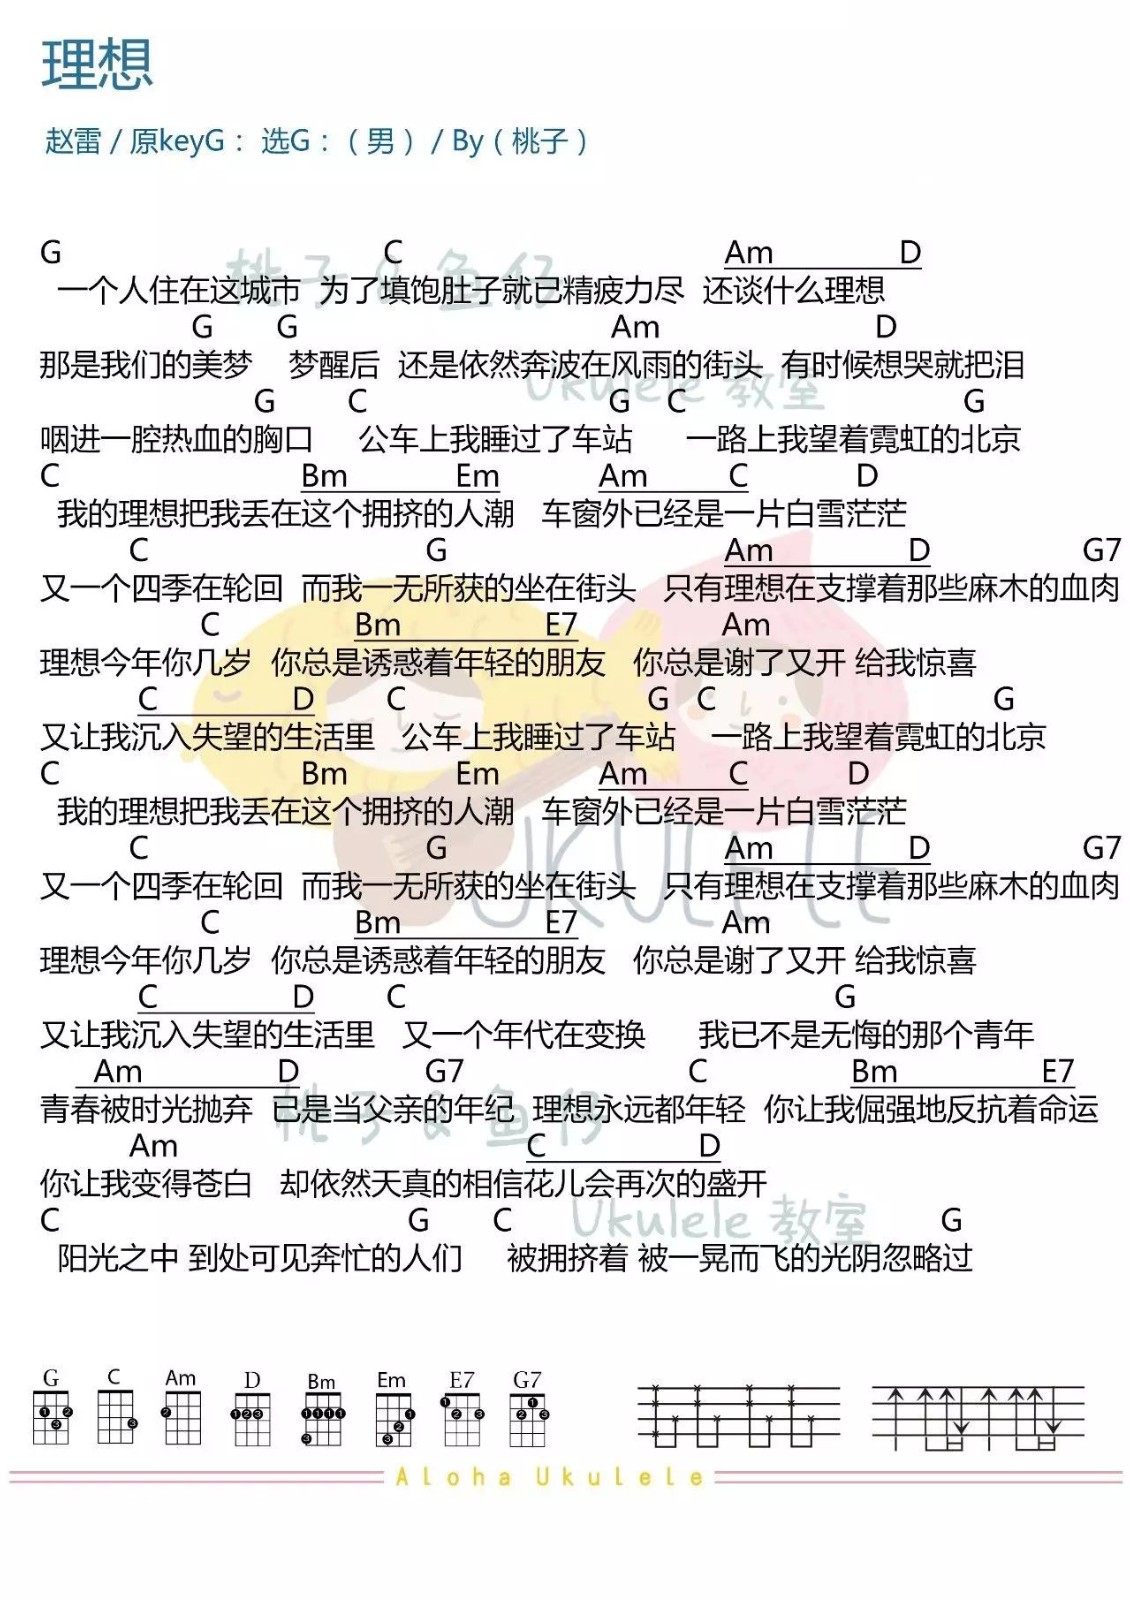 理想
赵雷 / 原keyG： 选G：（男） / By（桃子）
G C Am D
一个人住在这城市 为了填饱肚子就已精疲力尽 还谈什么理想
G G Am D
那是我们的美梦 梦醒后 还是依然奔波在风雨的街头 有时候想哭就把泪
G C G C G
咽进一腔热血的胸口 公车上我睡过了车站 一路上我望着霓虹的北京
C Bm Em Am C D
我的理想把我丢在这个拥挤的人潮 车窗外已经是一片白雪茫茫
C G Am D G7
又一个四季在轮回 而我一无所获的坐在街头 只有理想在支撑着那些麻木的血肉
C Bm E7 Am
理想今年你几岁 你总是诱惑着年轻的朋友 你总是谢了又开 给我惊喜
C D C G C G
又让我沉入失望的生活里 公车上我睡过了车站 一路上我望着霓虹的北京
C Bm Em Am C D
我的理想把我丢在这个拥挤的人潮 车窗外已经是一片白雪茫茫
C G Am D G7
又一个四季在轮回 而我一无所获的坐在街头 只有理想在支撑着那些麻木的血肉
C Bm E7 Am
理想今年你几岁 你总是诱惑着年轻的朋友 你总是谢了又开 给我惊喜
C D C G
又让我沉入失望的生活里 又一个年代在变换 我已不是无悔的那个青年
Am D G7 C Bm E7
青春被时光抛弃 已是当父亲的年纪 理想永远都年轻 你让我倔强地反抗着命运
Am C D
你让我变得苍白 却依然天真的相信花儿会再次的盛开
C G C G
阳光之中 到处可见奔忙的人们 被拥挤着 被一晃而飞的光阴忽略过
G C Am D Bm Em E7 G7
Aloha Ukulele
桃子&鱼仔
Ukulele 教室
UKULELE
桃子&鱼仔
Ukulele 教室